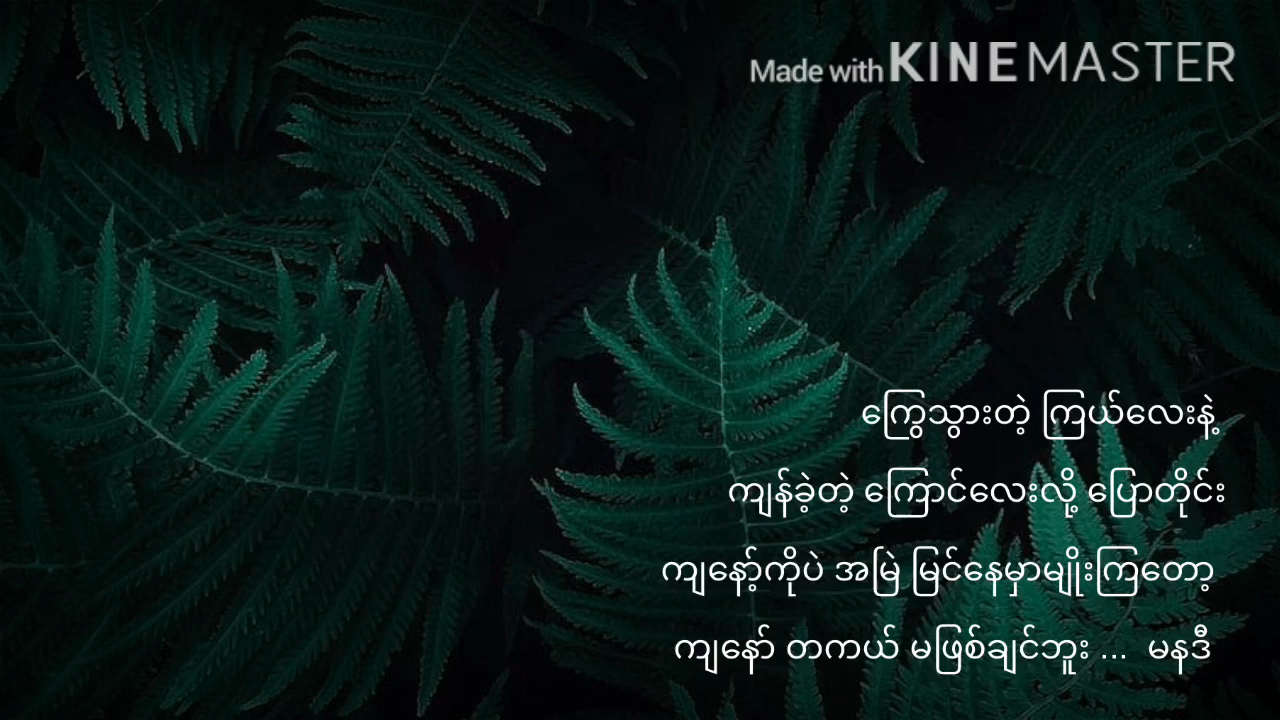 Made with KINEMASTER
ကြွေသွားတဲ့ ကြယ်လေးနဲ့
ကျန်ခဲ့တဲ့ ကြောင်လေးလို့ ပြောတိုင်း
ကျနော့်ကိုပဲ အမြဲ မြင်နေမှာမျိုးကြတော့
ကျနော် တကယ် မဖြစ်ချင်ဘူး ... မနဒီ